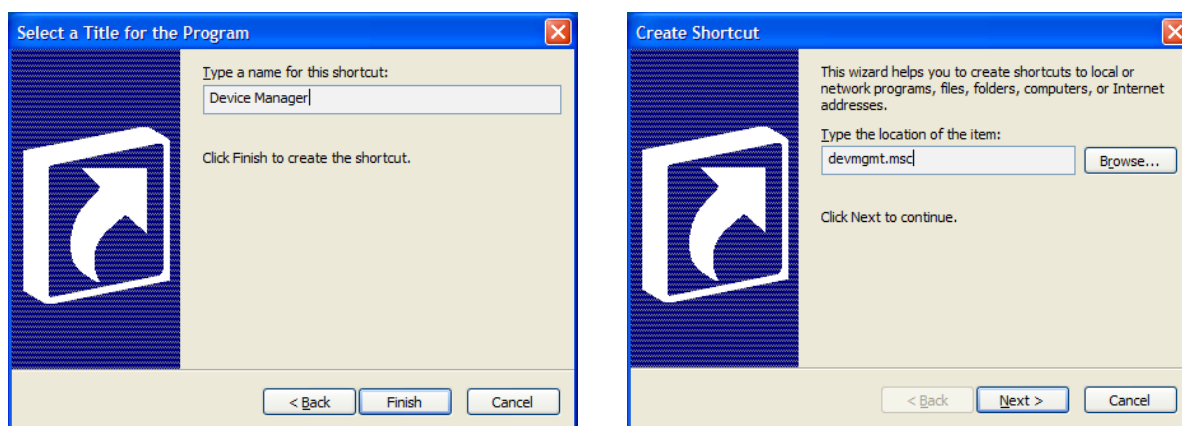 Select a Title for the Program
Type a name for this shortcut:
Device Manager
Click Finish to create the shortcut.
< Back
Finish
Cancel
Create Shortcut
This wizard helps you to create shortcuts to local or
network programs, files, folders, computers, or Internet
addresses.
Type the location of the item:
devmgmt.msc
Browse...
Click Next to continue.
< Back
Next >
Cancel